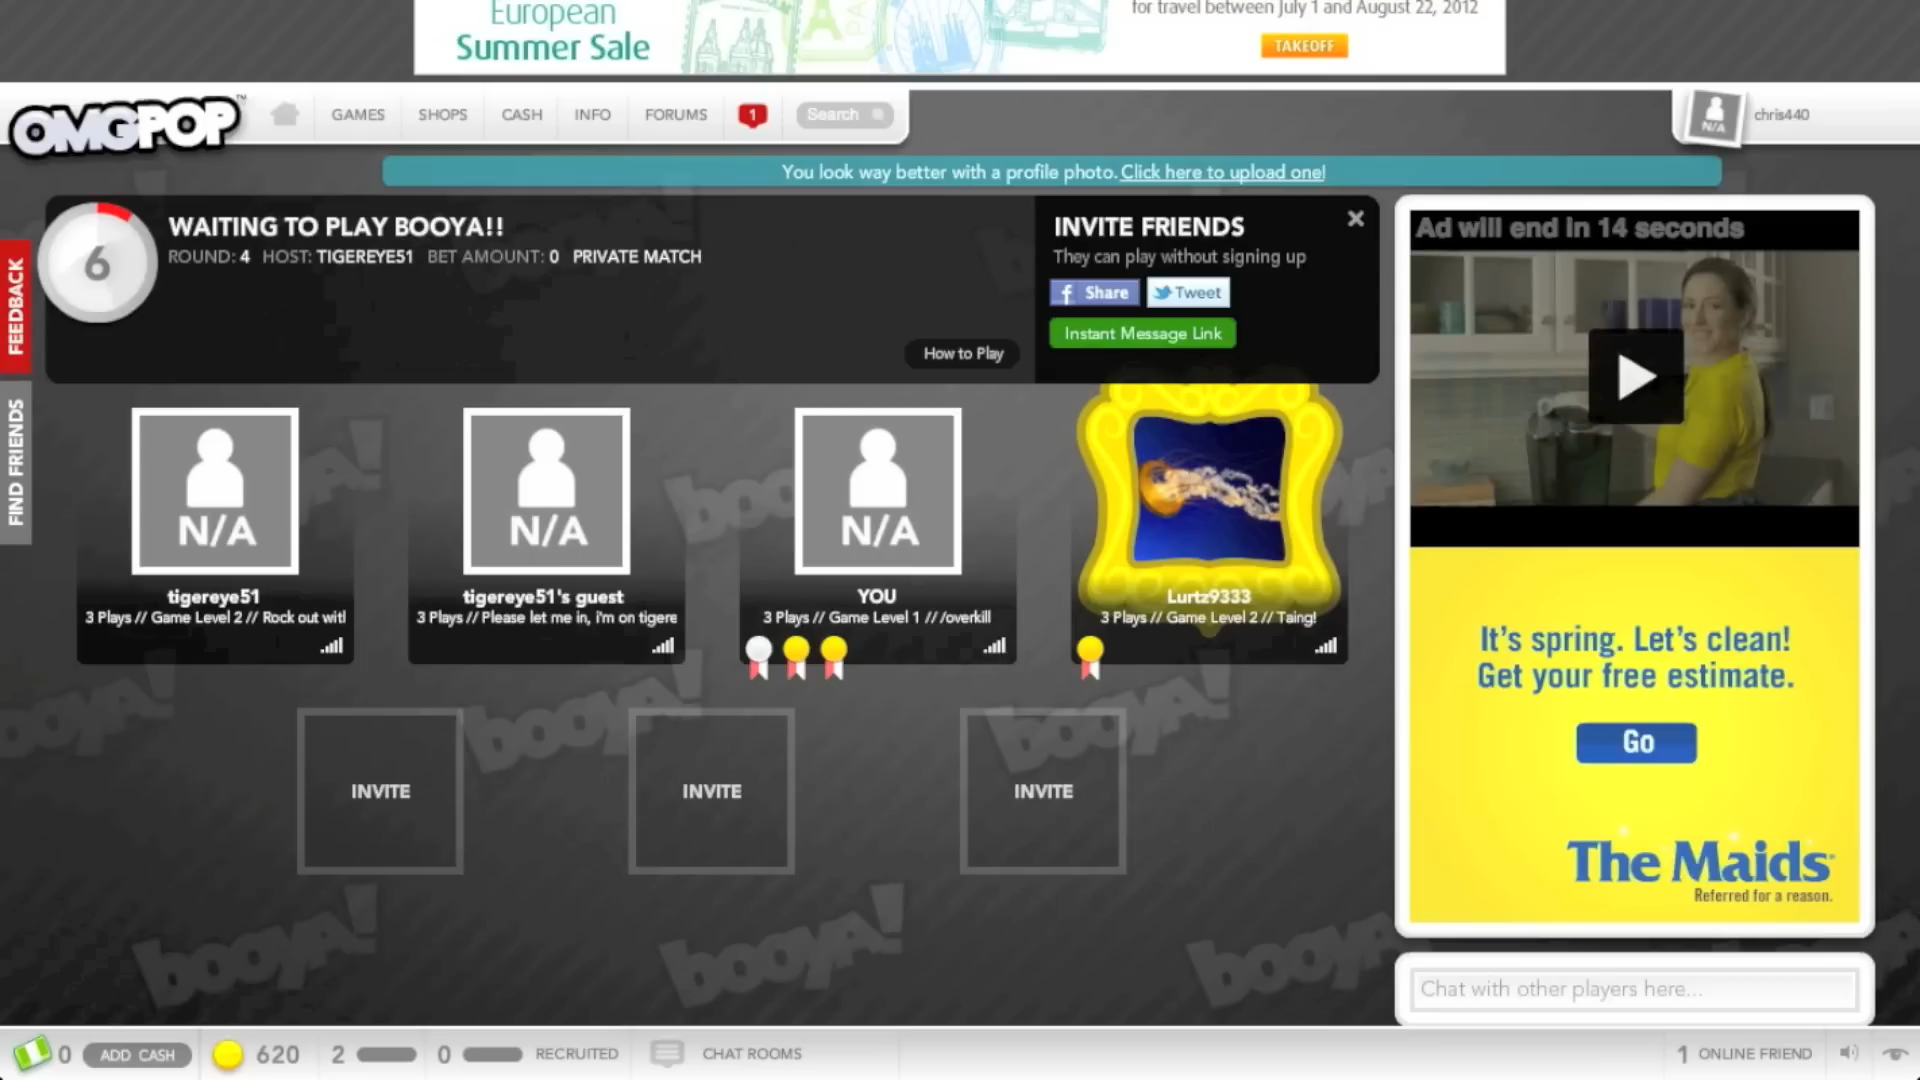 European
Summer Sale
for travel between July 1 and August 22, 2012
TAKEOFF
OMGPOP™
GAMES
SHOPS
CASH
INFO
FORUMS
1
Search
N/A
chris440
You look way better with a profile photo. Click here to upload one!
FEEDBACK
FIND FRIENDS
6
WAITING TO PLAY BOOYA!!
ROUND: 4 HOST: TIGEREYE51 BET AMOUNT: 0 PRIVATE MATCH
How to Play
INVITE FRIENDS
They can play without signing up
f Share
Tweet
Instant Message Link
Ad will end in 14 seconds
N/A
tigereye51
3 Plays // Game Level 2 // Rock out witl
N/A
tigereye51's guest
3 Plays // Please let me in, i'm on tigere
N/A
YOU
3 Plays // Game Level 1 // /overkill
Lurtz9333
3 Plays // Game Level 2 // Taing!
INVITE
INVITE
INVITE
booya!
booya!
booya!
booya!
booya!
It's spring. Let's clean!
Get your free estimate.
Go
The Maids
Referred for a reason.
Chat with other players here...
0
ADD CASH
620
2
0
RECRUITED
CHAT ROOMS
1 ONLINE FRIEND